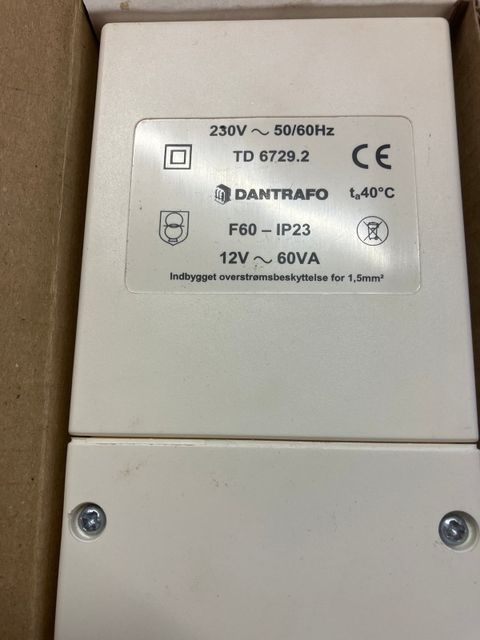 230V ~ 50/60Hz
TD 6729.2
CE
DANTRAFO
ta40°C
F60 – IP23
12V ~ 60VA
Indbygget overstrømsbeskyttelse for 1,5mm²